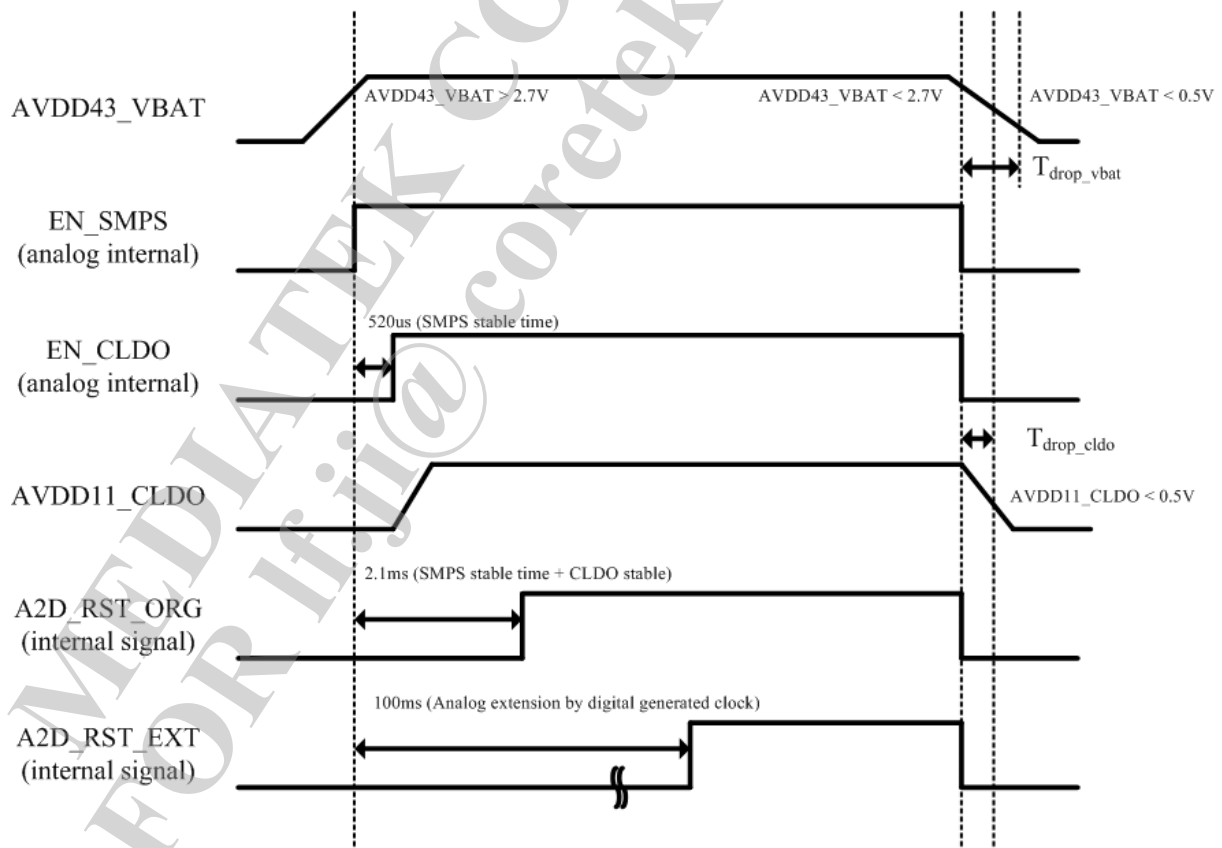 AVDD43_VBAT
AVDD43_VBAT > 2.7V
AVDD43_VBAT < 2.7V
AVDD43_VBAT < 0.5V
Tdrop_vbat
EN_SMPS
(analog internal)
520us (SMPS stable time)
EN_CLDO
(analog internal)
Tdrop_cldo
AVDD11_CLDO
AVDD11_CLDO < 0.5V
2.1ms (SMPS stable time + CLDO stable)
A2D_RST_ORG
(internal signal)
100ms (Analog extension by digital generated clock)
A2D_RST_EXT
(internal signal)
MEDIATEK CO
FOR lf.ji@ coretek